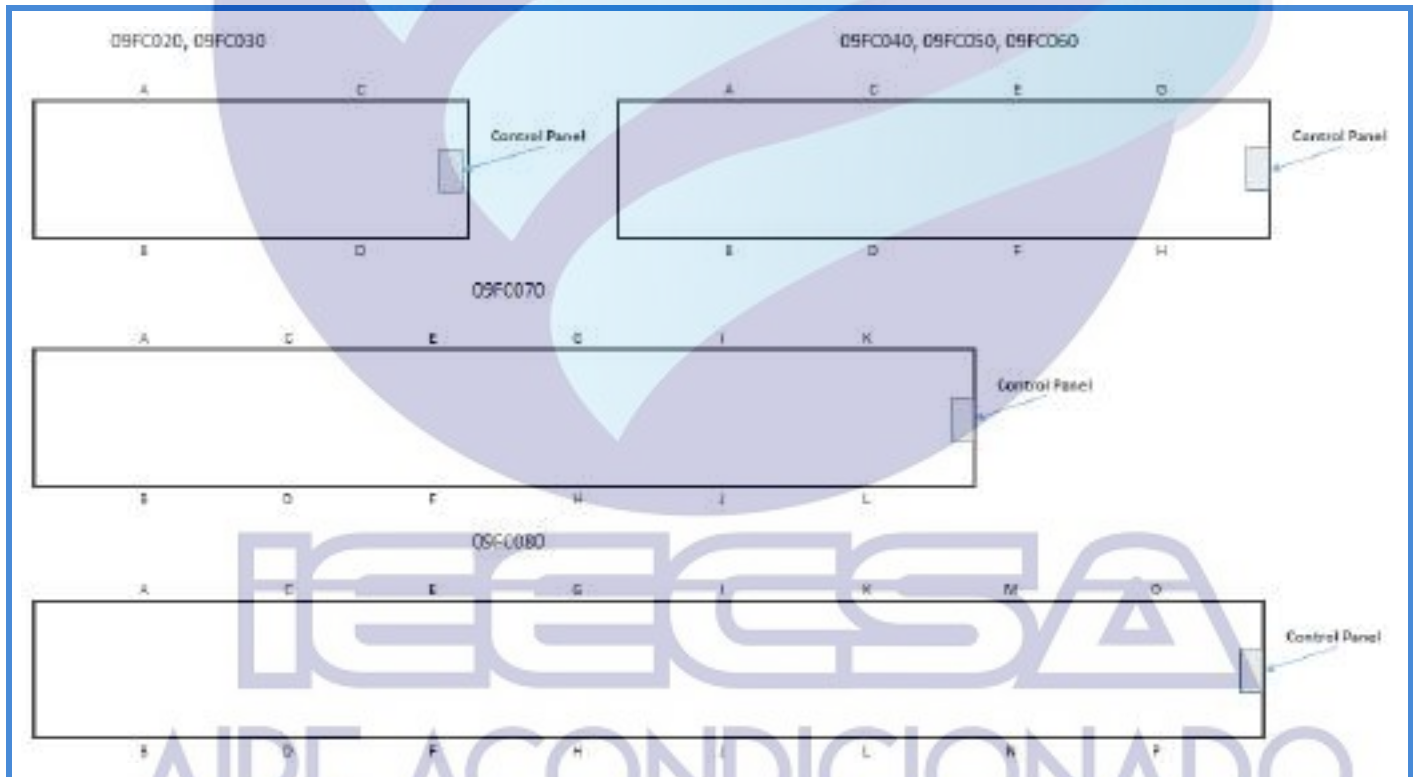 09FC020, 09FC030
09FC040, 09FC050, 09FC060
A C
A C E G
Control Panel
Control Panel
B D
B D F H
09FC070
A C E G I K
Control Panel
B D F H J L
09FC080
A C E G I K M O
Control Panel
B D F H J L N P
iEECSA
AIRE ACONDICIONADO